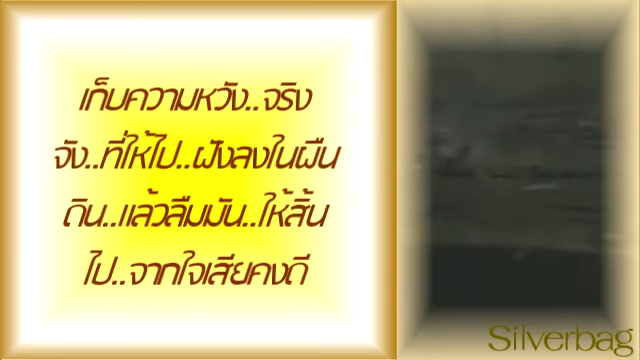 เก็บความหวัง..จริง
จัง..ที่ให้ไป..ฝังลงในผืน
ดิน..แล้วลืมมัน..ให้สิ้น
ไป..จากใจเสียคงดี
Silverbag